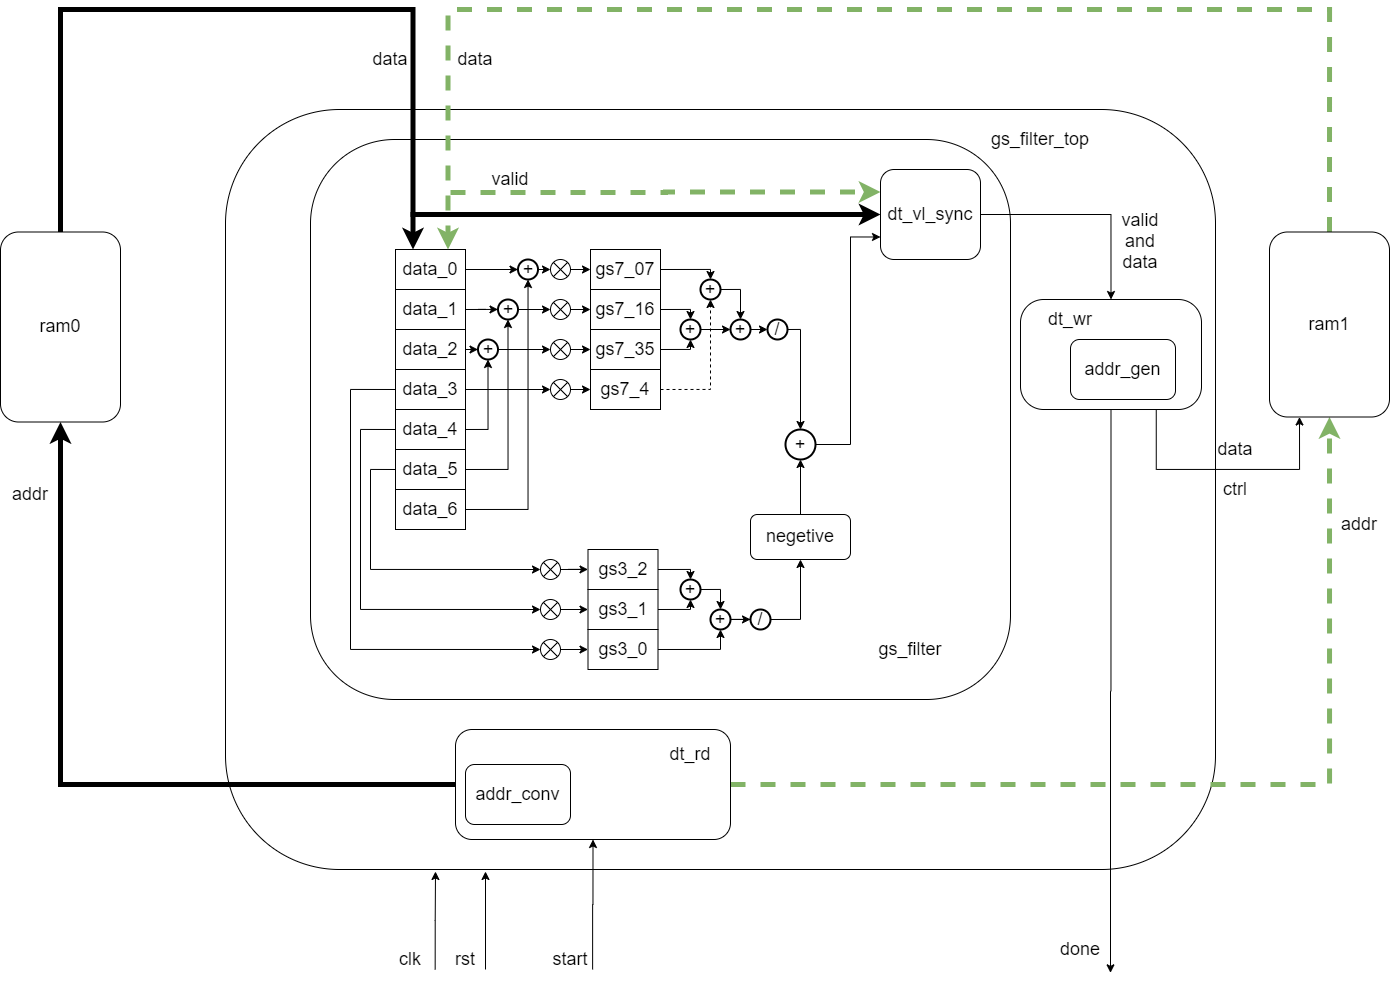 data
data
gs_filter_top
valid
dt_vl_sync
valid
and
data
ram0
data_0
data_1
data_2
data_3
data_4
data_5
data_6
+
+
+
gs7_07
gs7_16
gs7_35
gs7_4
+
+
+
/
+
dt_wr
addr_gen
ram1
data
ctrl
addr
addr
negetive
gs3_2
gs3_1
gs3_0
+
+
/
gs_filter
dt_rd
addr_conv
clk
rst
start
done